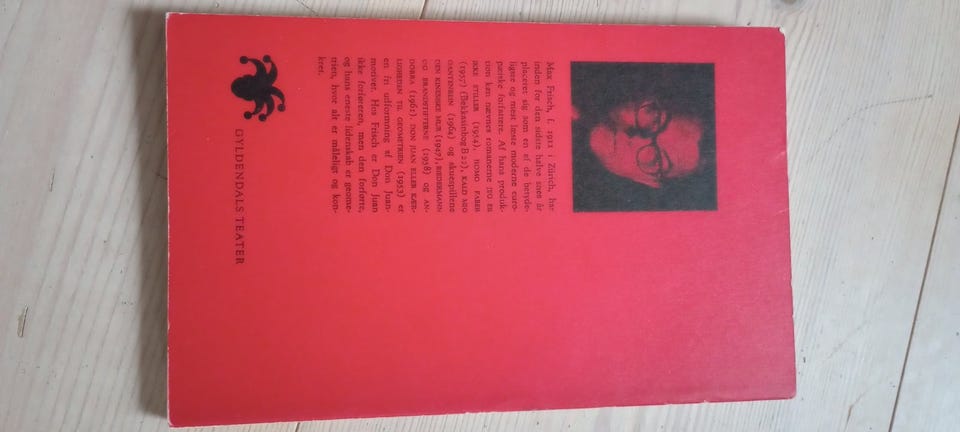 Max Frisch, f. 1911 i Zürich, har
inden for den sidste halve snes år
placeret sig som en af de betyde-
ligste og mest læste moderne euro-
pæiske forfattere. Af hans produk-
tion kan nævnes romanerne JEG ER
IKKE STILLER (1954), HOMO FABER
(1957) (Bekkasinbog B 22), KALD MIG
GANTENBEIN (1964) og skuespillene
DEN KINESISKE MUR (1947), BIEDERMANN
OG BRANDSTIFTERNE (1958) og AN-
DORRA (1961). DON JUAN ELLER KÆR-
LIGHEDEN TIL GEOMETRIEN (1953) er
en fri udformning af Don Juan-
motivet. Hos Frisch er Don Juan
ikke forføreren, men den forførte,
og hans eneste lidenskab er geome-
trien, hvor alt er måleligt og kon-
kret.
GYLDENDALS TEATER